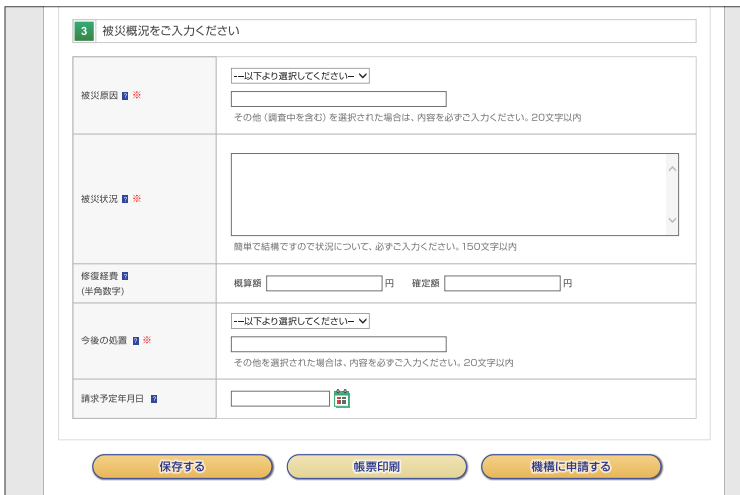 3 被災概況をご入力ください
被災原因 ? ※
--以下より選択してください--
その他（調査中を含む）を選択された場合は、内容を必ずご入力ください。20文字以内
被災状況 ? ※
簡単で結構ですので状況について、必ずご入力ください。150文字以内
修復経費 ?
(半角数字)
概算額 円 確定額 円
今後の処置 ? ※
--以下より選択してください--
その他を選択された場合は、内容を必ずご入力ください。20文字以内
請求予定年月日 ?
保存する 帳票印刷 機構に申請する